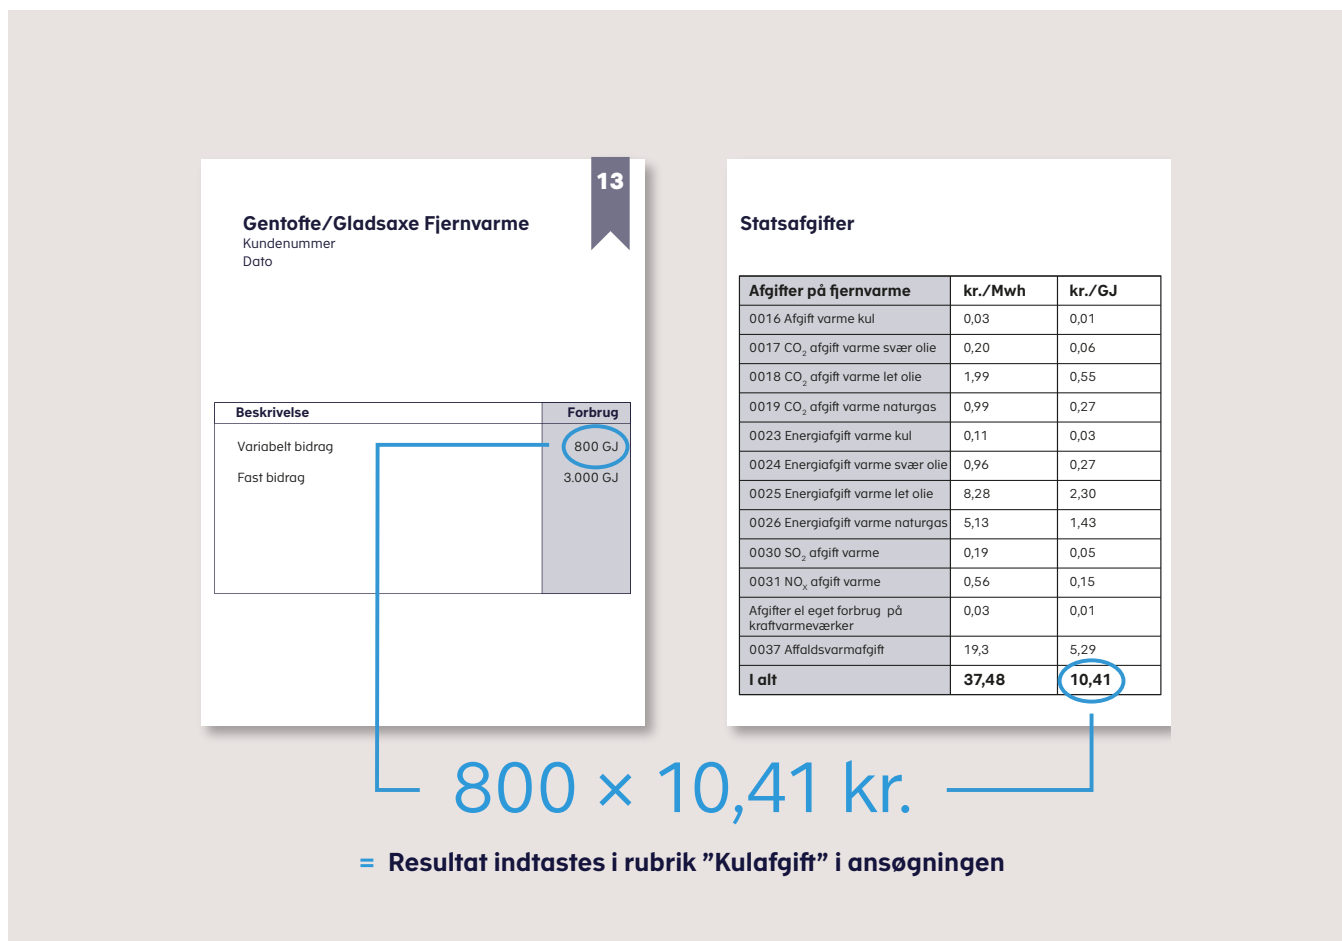 13
Gentofte/Gladsaxe Fjernvarme
Kundenummer
Dato
Beskrivelse Forbrug
Variabelt bidrag 800 GJ
Fast bidrag 3.000 GJ
Statsafgifter
Afgifter på fjernvarme kr./Mwh kr./GJ
0016 Afgift varme kul 0,03 0,01
0017 CO₂ afgift varme svær olie 0,20 0,06
0018 CO₂ afgift varme let olie 1,99 0,55
0019 CO₂ afgift varme naturgas 0,99 0,27
0023 Energiafgift varme kul 0,11 0,03
0024 Energiafgift varme svær olie 0,96 0,27
0025 Energiafgift varme let olie 8,28 2,30
0026 Energiafgift varme naturgas 5,13 1,43
0030 SO₂ afgift varme 0,19 0,05
0031 NOₓ afgift varme 0,56 0,15
Afgifter el eget forbrug på 0,03 0,01
kraftvarmeværker
0037 Affaldsvarmafgift 19,3 5,29
I alt 37,48 10,41
800 × 10,41 kr.
= Resultat indtastes i rubrik ”Kulafgift” i ansøgningen